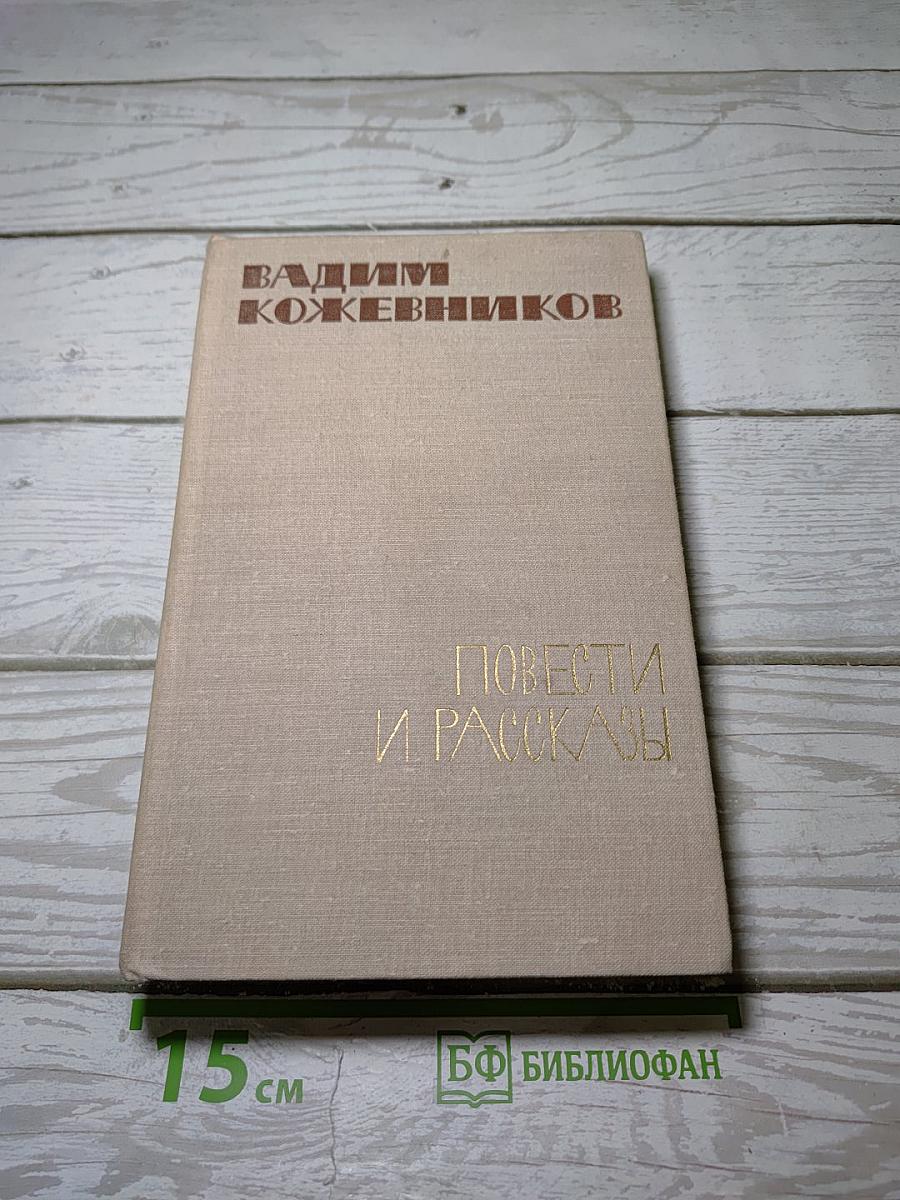 ВАДИМ
КОЖЕВНИКОВ
ПОВЕСТИ
И РАССКАЗЫ
15 см
БФ БИБЛИОФАН